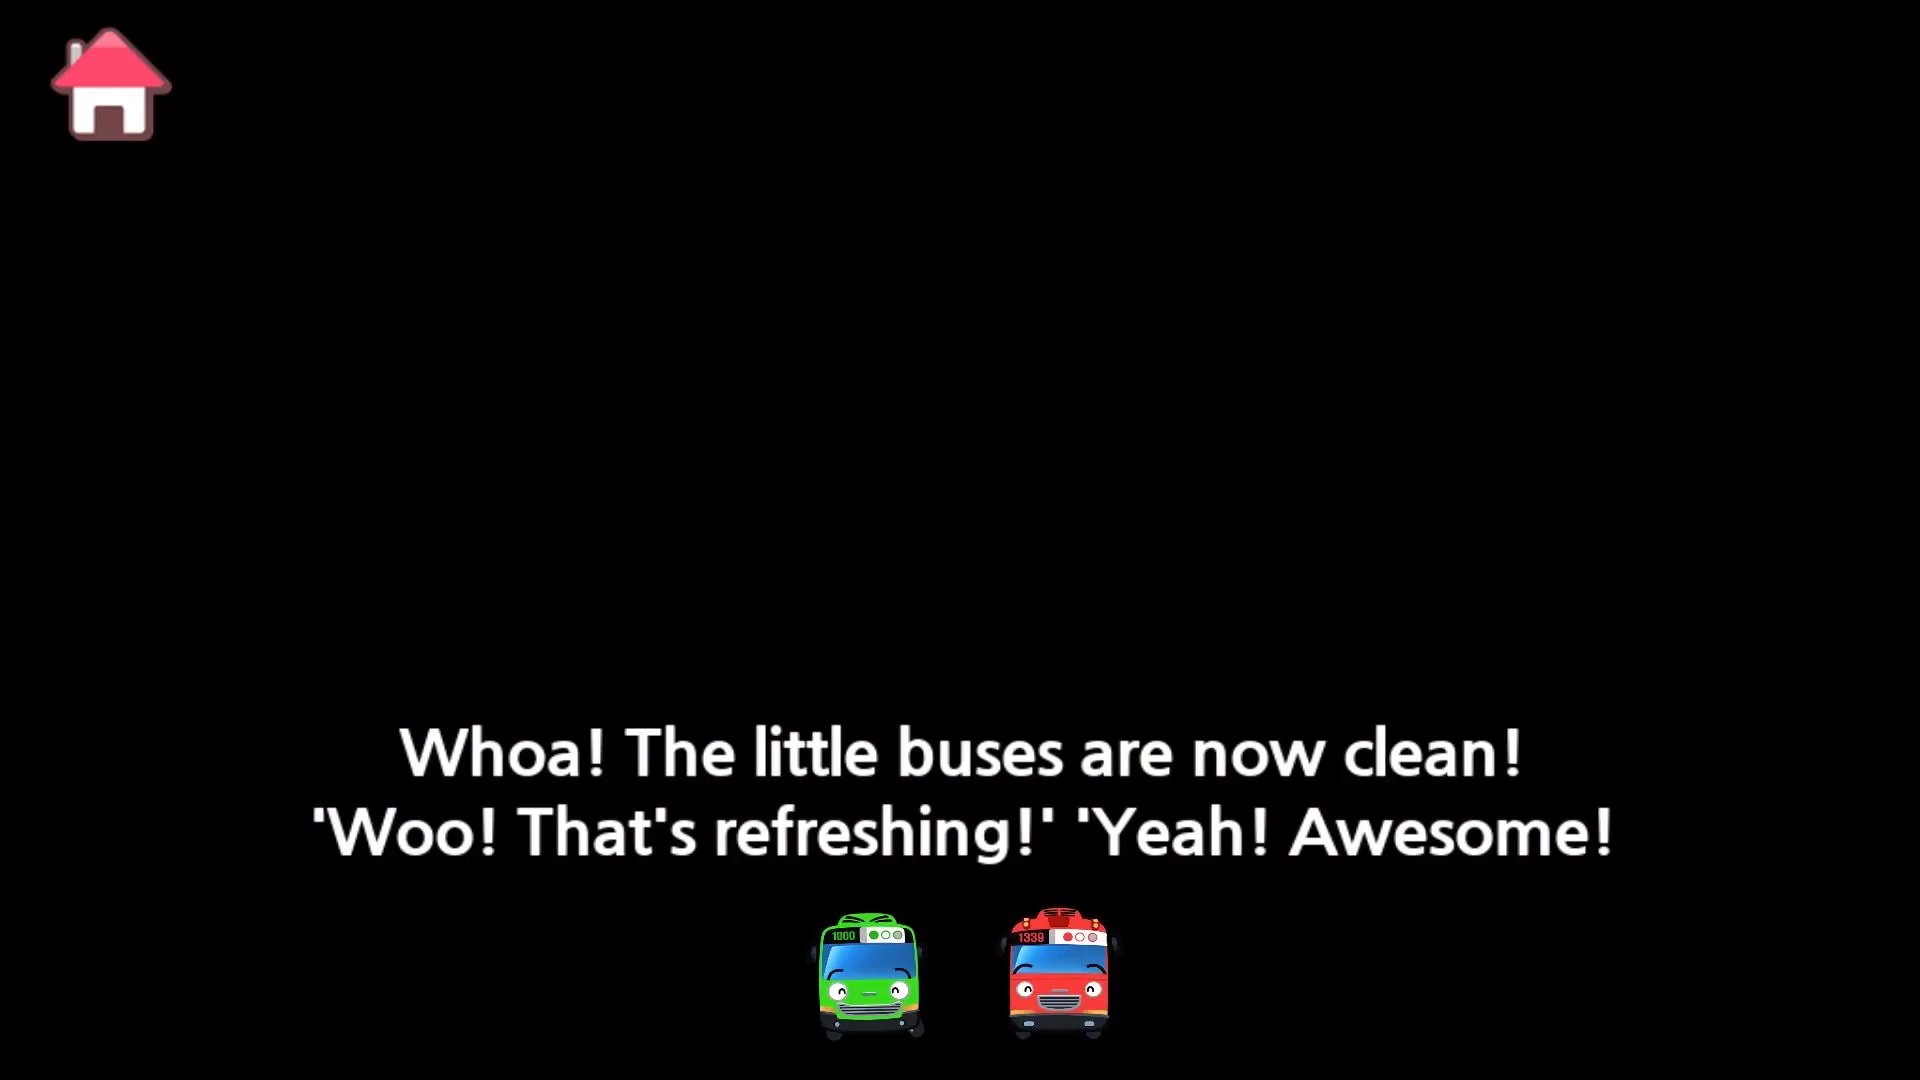 Whoa! The little buses are now clean!
'Woo! That's refreshing!' 'Yeah! Awesome!
1000
1339